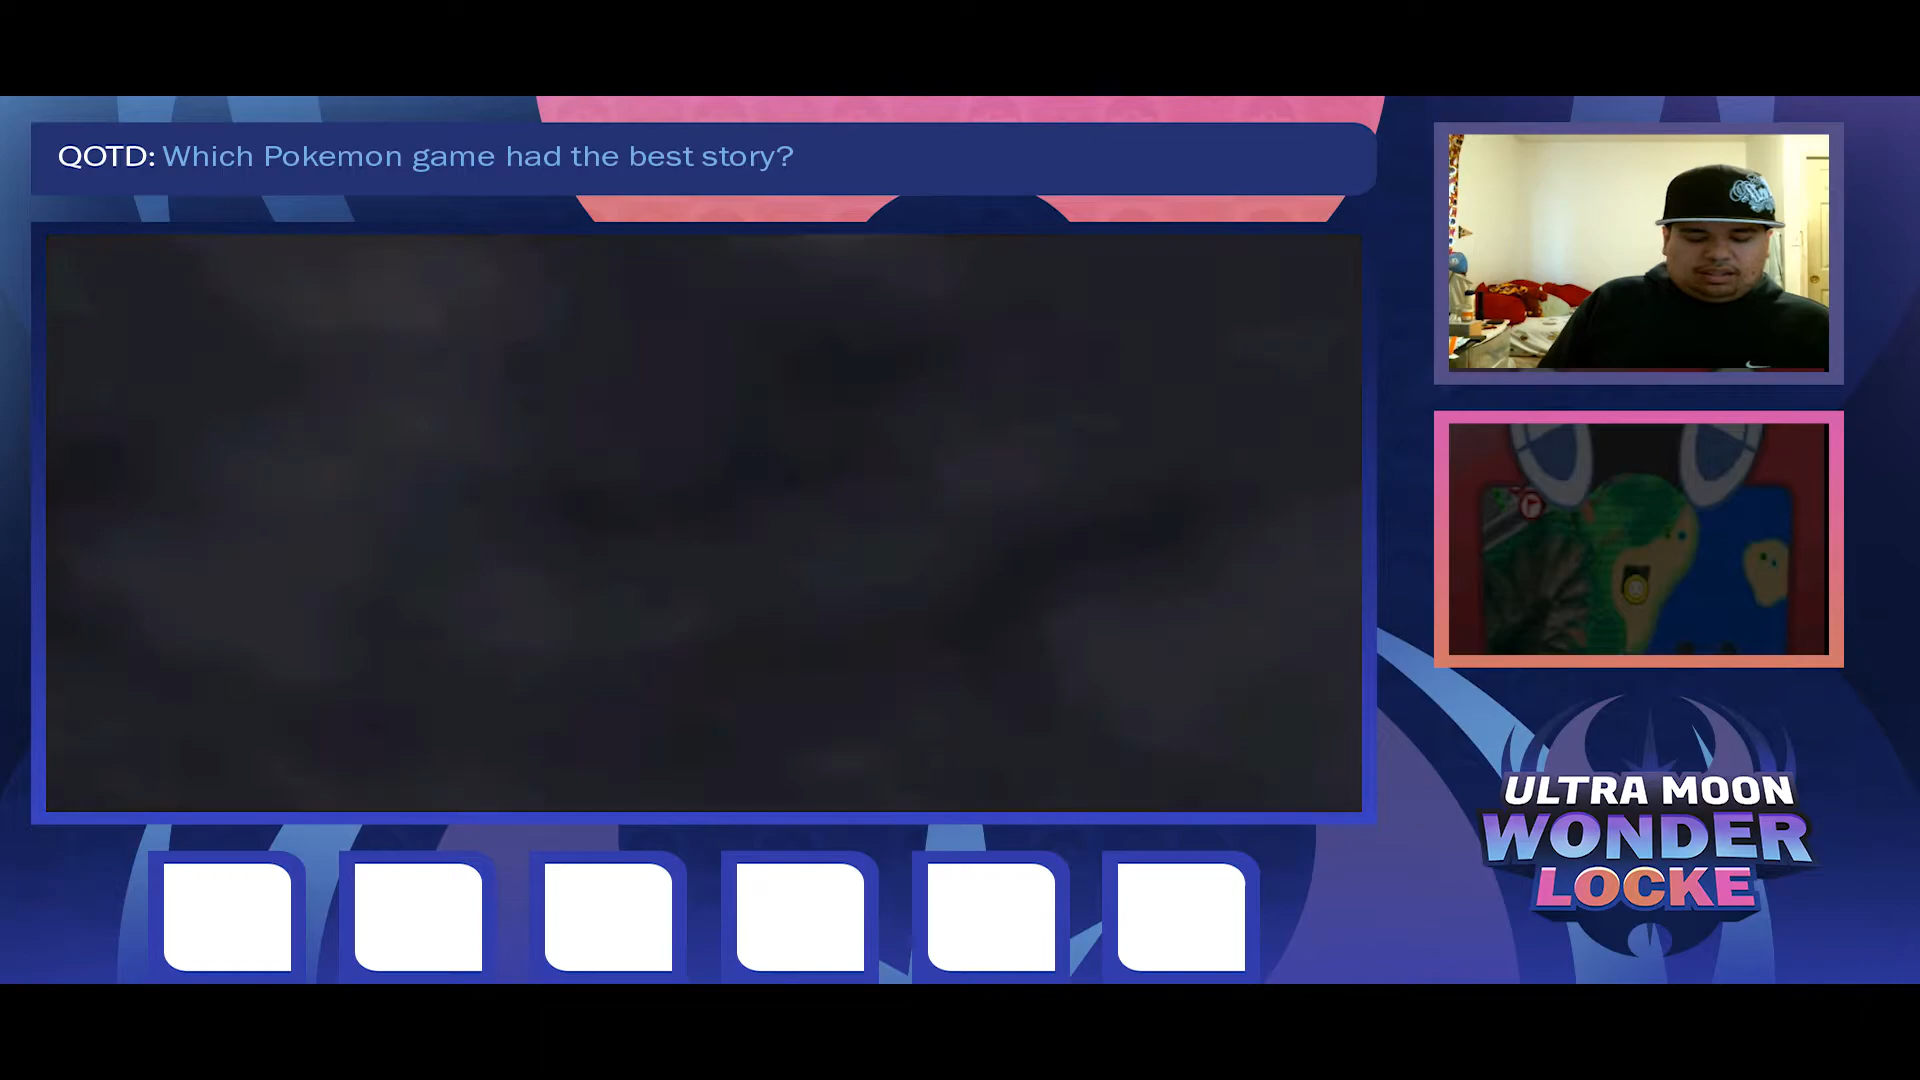 QOTD: Which Pokemon game had the best story?
ULTRA MOON
WONDER
LOCKE